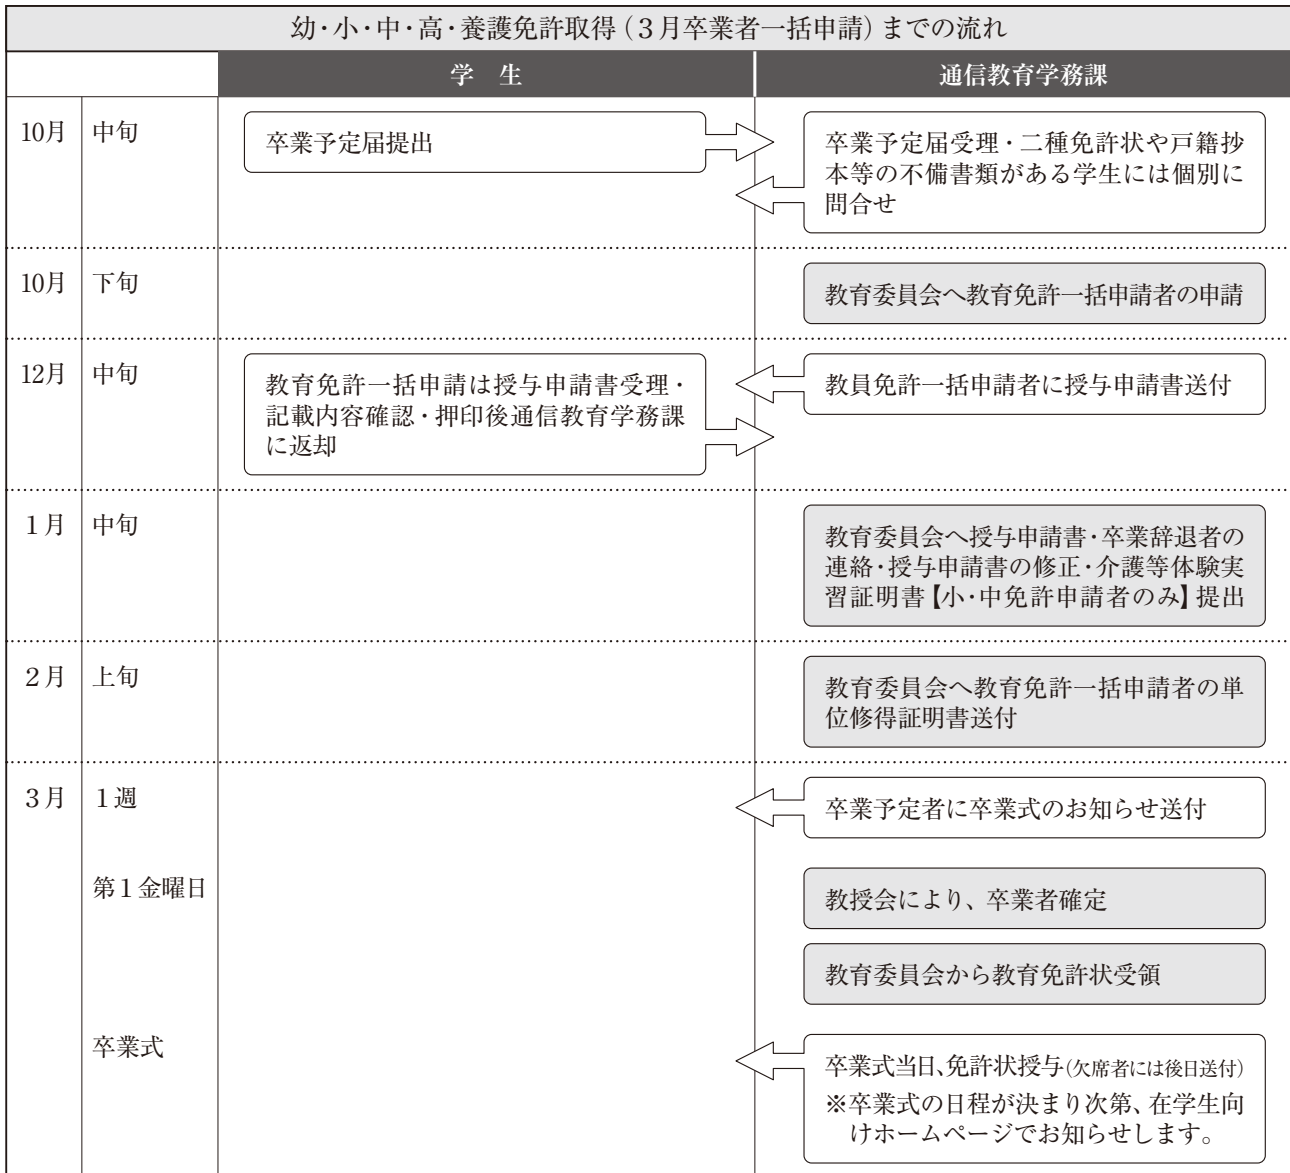 幼・小・中・高・養護免許取得（３月卒業者一括申請）までの流れ
学　生
通信教育学務課
10月
中旬
卒業予定届提出
卒業予定届受理・二種免許状や戸籍抄
本等の不備書類がある学生には個別に
問合せ
10月
下旬
教育委員会へ教育免許一括申請者の申請
12月
中旬
教育免許一括申請は授与申請書受理・
記載内容確認・押印後通信教育学務課
に返却
教員免許一括申請者に授与申請書送付
１月
中旬
教育委員会へ授与申請書・卒業辞退者の
連絡・授与申請書の修正・介護等体験実
習証明書【小・中免許申請者のみ】提出
２月
上旬
教育委員会へ教育免許一括申請者の単
位修得証明書送付
３月
１週
卒業予定者に卒業式のお知らせ送付
第１金曜日
教授会により、卒業者確定
教育委員会から教育免許状受領
卒業式
卒業式当日、免許状授与（欠席者には後日送付）
※卒業式の日程が決まり次第、在学生向
けホームページでお知らせします。